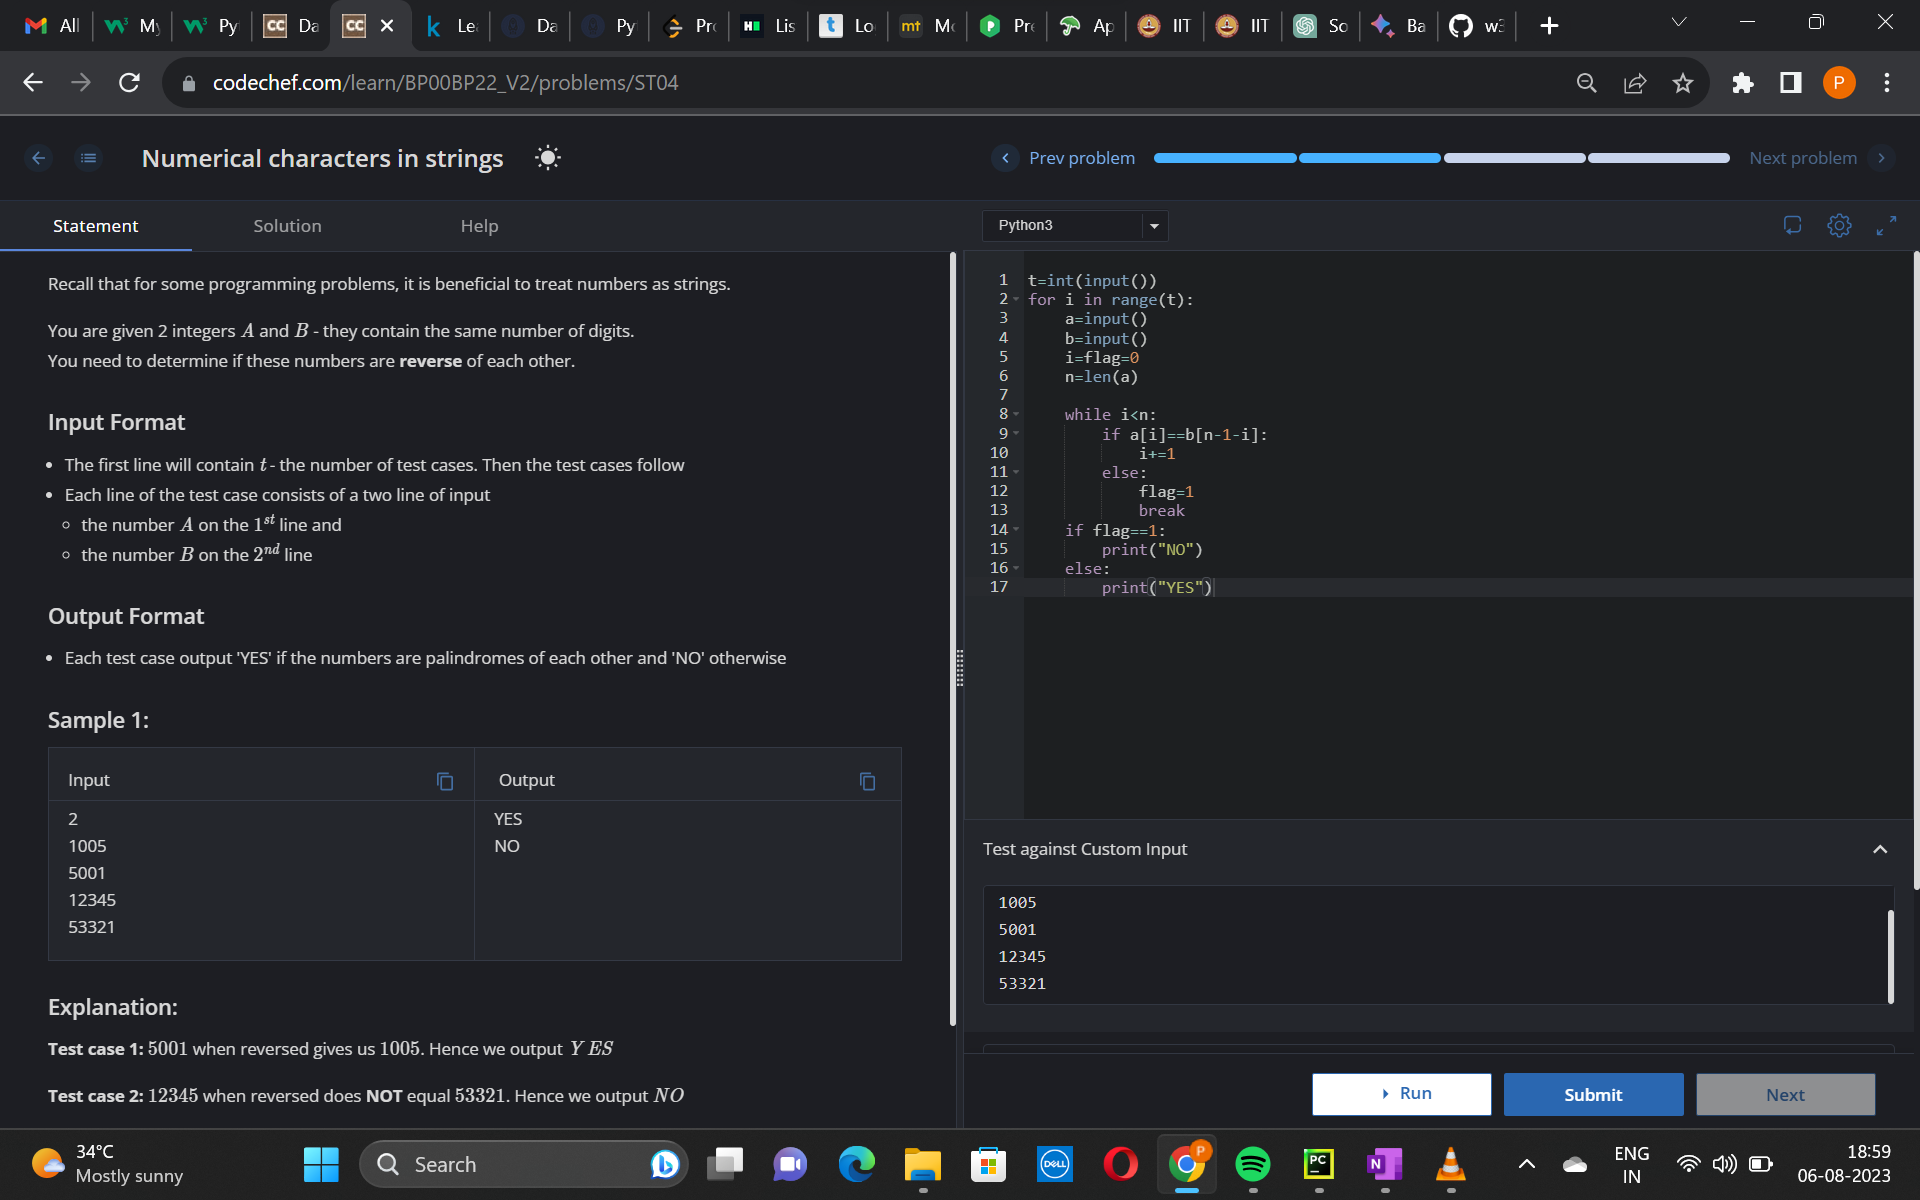 All
My
Py
CC
Da
CC
Le
Da
Py
Pr
Lis
Lo
mt
Mo
Pre
Ap
IIT
IIT
So
Ba
w3
codechef.com/learn/BP00BP22_V2/problems/ST04
P
Numerical characters in strings
Prev problem
Next problem
Statement
Solution
Help
Python3
Recall that for some programming problems, it is beneficial to treat numbers as strings.
You are given 2 integers A and B - they contain the same number of digits.
You need to determine if these numbers are reverse of each other.
Input Format
• The first line will contain t - the number of test cases. Then the test cases follow
• Each line of the test case consists of a two line of input
the number A on the 1st line and
the number B on the 2nd line
Output Format
• Each test case output 'YES' if the numbers are palindromes of each other and 'NO' otherwise
Sample 1:
Input
Output
2
1005
5001
12345
53321
YES
NO
Explanation:
Test case 1: 5001 when reversed gives us 1005. Hence we output YES
Test case 2: 12345 when reversed does NOT equal 53321. Hence we output NO
1 t=int(input())
2 for i in range(t):
3 a=input()
4 b=input()
5 i=flag=0
6 n=len(a)
7
8 while i<n:
9 if a[i]==b[n-1-i]:
10 i+=1
11 else:
12 flag=1
13 break
14 if flag==1:
15 print("NO")
16 else:
17 print("YES")
Test against Custom Input
1005
5001
12345
53321
Run
Submit
Next
34°C
Mostly sunny
Search
DELL
P
PC
N
ENG
IN
18:59
06-08-2023